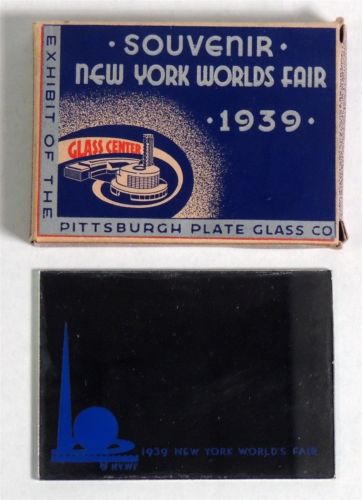 · SOUVENIR ·
NEW YORK WORLDS FAIR
· 1939 ·
GLASS CENTER
EXHIBIT OF THE
PITTSBURGH PLATE GLASS CO
1939 NEW YORK WORLD'S FAIR
NYWF